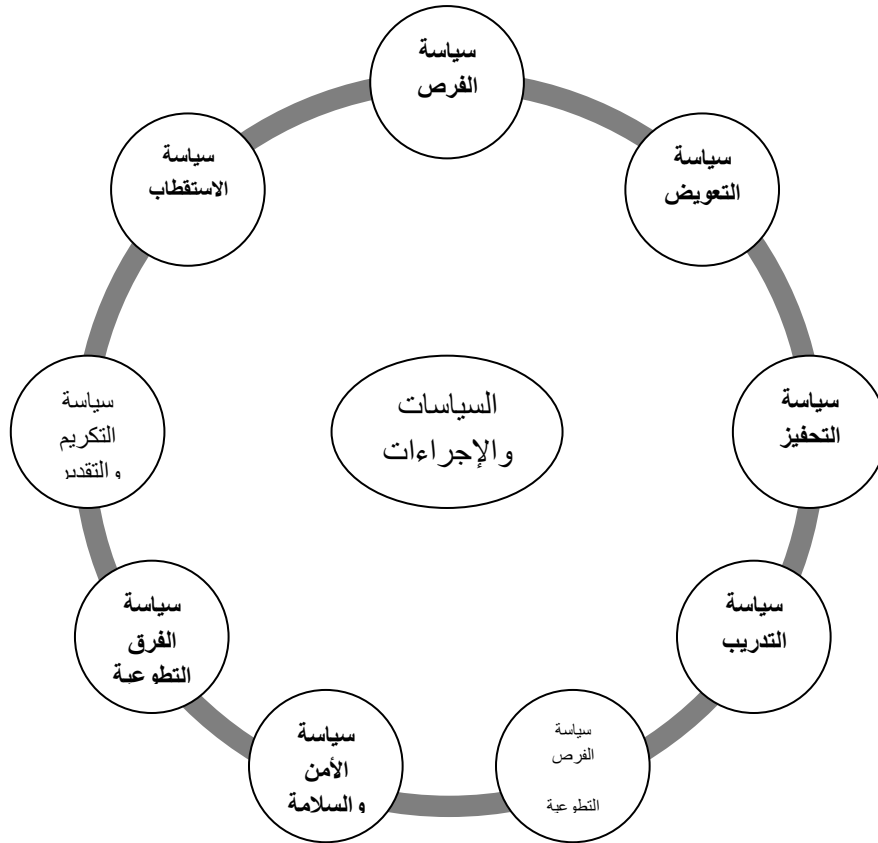 سياسة
الفرص
سياسة
التعويض
سياسة
الاستقطاب
سياسة
التكريم
والتقدير
السياسات
والإجراءات
سياسة
التحفيز
سياسة
الفرق
التطوعية
سياسة
التدريب
سياسة
الأمن
والسلامة
سياسة
الفرص
التطوعية